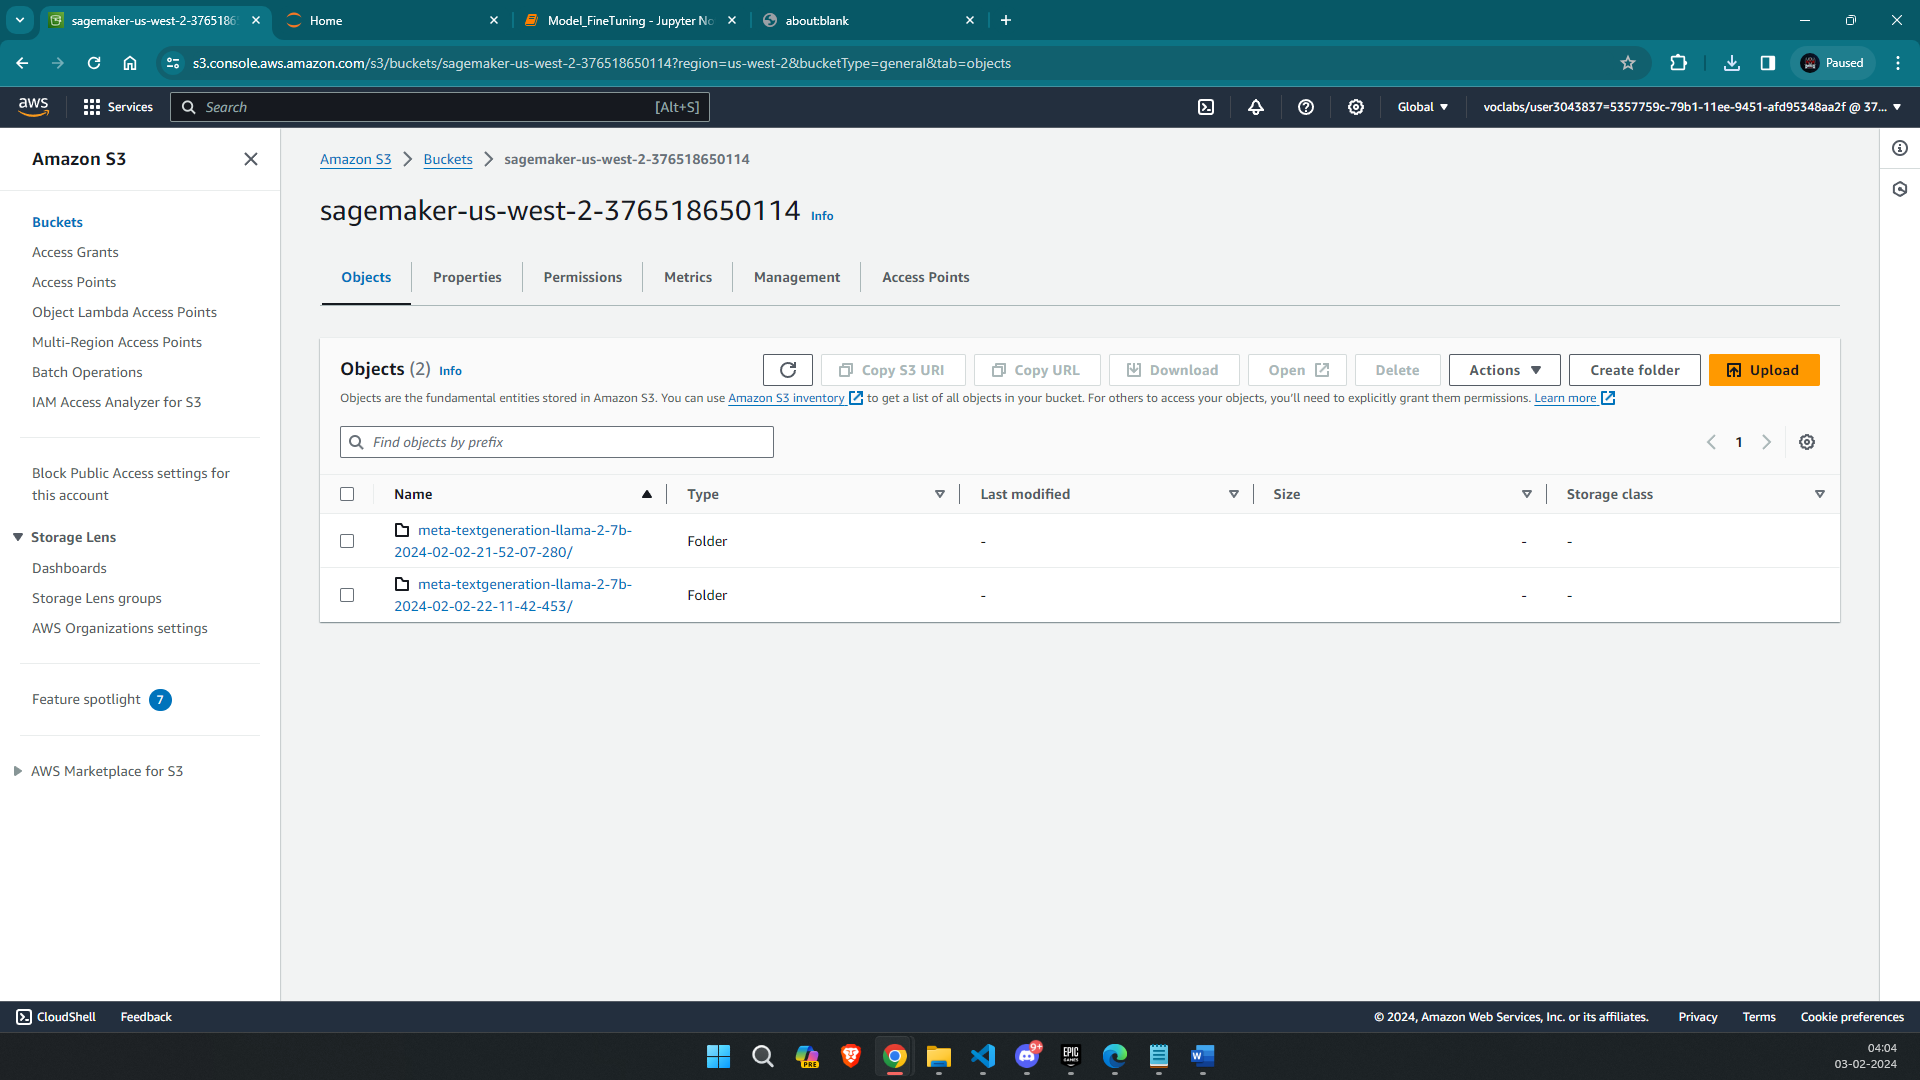 sagemaker-us-west-2-3765186
Home
Model_FineTuning - Jupyter No
about:blank
s3.console.aws.amazon.com/s3/buckets/sagemaker-us-west-2-376518650114?region=us-west-2&bucketType=general&tab=objects
Paused
aws
Services
Search
[Alt+S]
Global
voclabs/user3043837=5357759c-79b1-11ee-9451-afd95348aa2f @ 37...
Amazon S3
Buckets
Access Grants
Access Points
Object Lambda Access Points
Multi-Region Access Points
Batch Operations
IAM Access Analyzer for S3
Block Public Access settings for
this account
Storage Lens
Dashboards
Storage Lens groups
AWS Organizations settings
Feature spotlight 7
AWS Marketplace for S3
Amazon S3 > Buckets > sagemaker-us-west-2-376518650114
sagemaker-us-west-2-376518650114 Info
Objects
Properties
Permissions
Metrics
Management
Access Points
Objects (2) Info
Copy S3 URI
Copy URL
Download
Open
Delete
Actions
Create folder
Upload
Objects are the fundamental entities stored in Amazon S3. You can use Amazon S3 inventory to get a list of all objects in your bucket. For others to access your objects, you’ll need to explicitly grant them permissions. Learn more
Find objects by prefix
1
Name
Type
Last modified
Size
Storage class
meta-textgeneration-llama-2-7b-
2024-02-02-21-52-07-280/
Folder
-
-
-
meta-textgeneration-llama-2-7b-
2024-02-02-22-11-42-453/
Folder
-
-
-
CloudShell
Feedback
© 2024, Amazon Web Services, Inc. or its affiliates.
Privacy
Terms
Cookie preferences
PRE
9+
EPIC
GAMES
W
04:04
03-02-2024